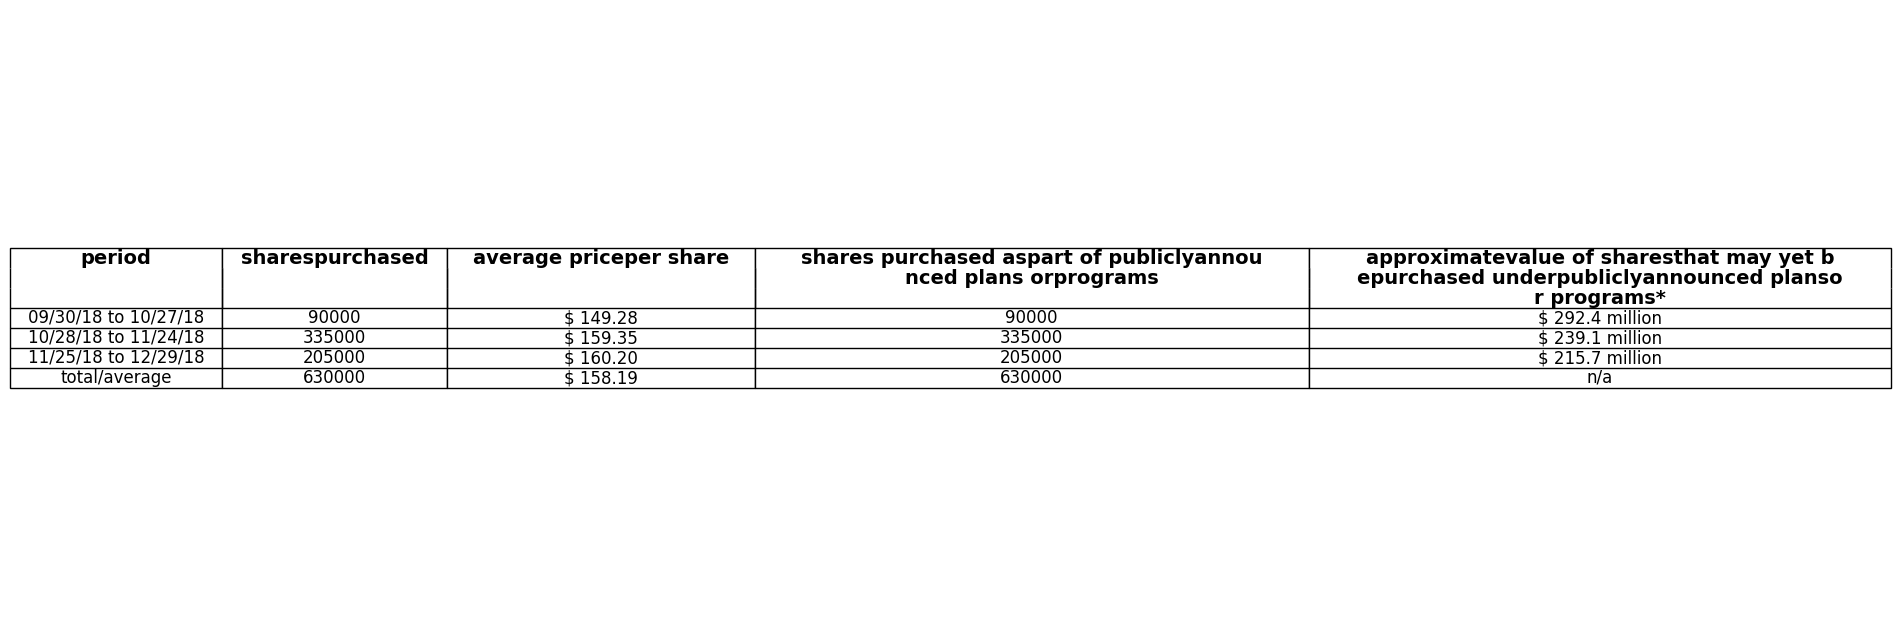 period sharespurchased average priceper share shares purchased aspart of publiclyannou approximatevalue of sharesthat may yet b
nced plans orprograms epurchased underpubliclyannounced planso
r programs*
09/30/18 to 10/27/18 90000 $ 149.28 90000 $ 292.4 million
10/28/18 to 11/24/18 335000 $ 159.35 335000 $ 239.1 million
11/25/18 to 12/29/18 205000 $ 160.20 205000 $ 215.7 million
total/average 630000 $ 158.19 630000 n/a